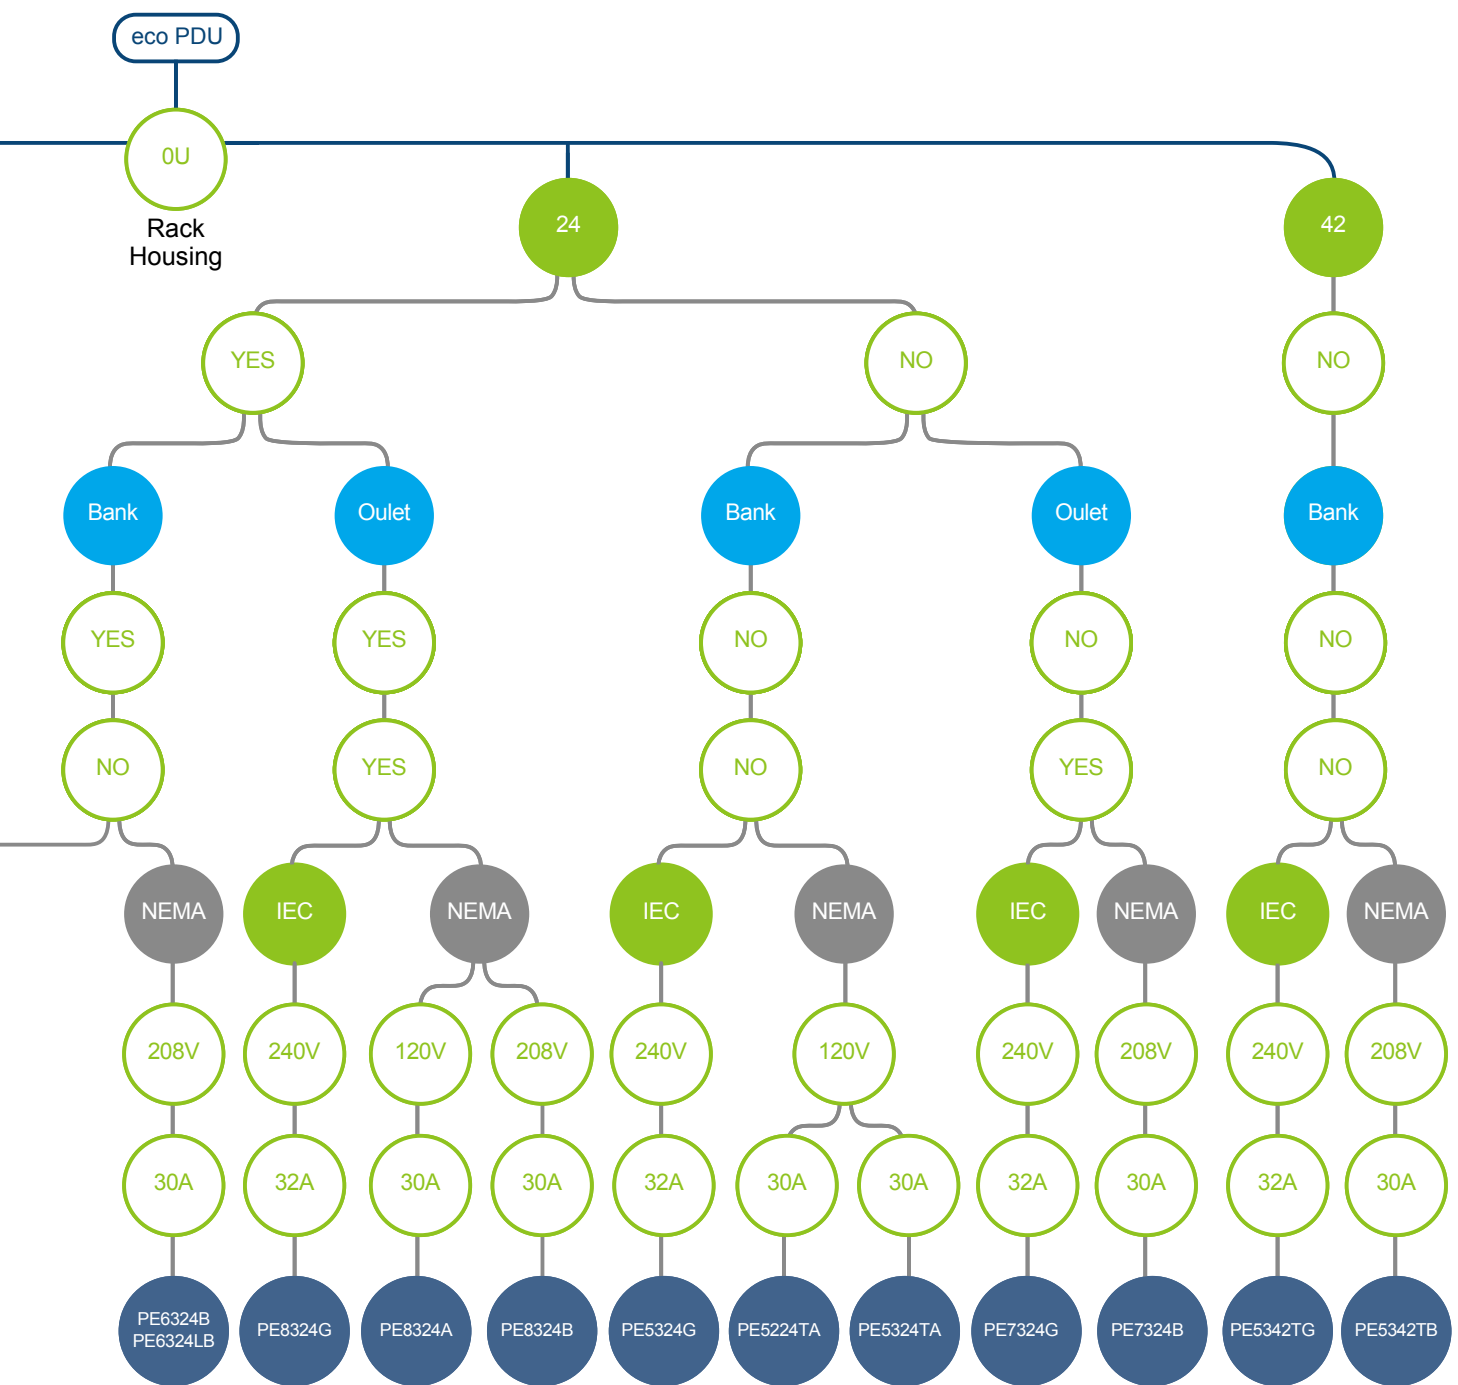 eco PDU
0U
Rack
Housing
24
42
YES
NO
NO
Bank
Oulet
Bank
Oulet
Bank
YES
YES
NO
NO
NO
NO
YES
NO
YES
NO
NEMA
IEC
NEMA
IEC
NEMA
IEC
NEMA
IEC
NEMA
208V
240V
120V
208V
240V
120V
240V
208V
240V
208V
30A
32A
30A
30A
32A
30A
30A
32A
30A
32A
30A
PE6324B
PE6324LB
PE8324G
PE8324A
PE8324B
PE5324G
PE5224TA
PE5324TA
PE7324G
PE7324B
PE5342TG
PE5342TB